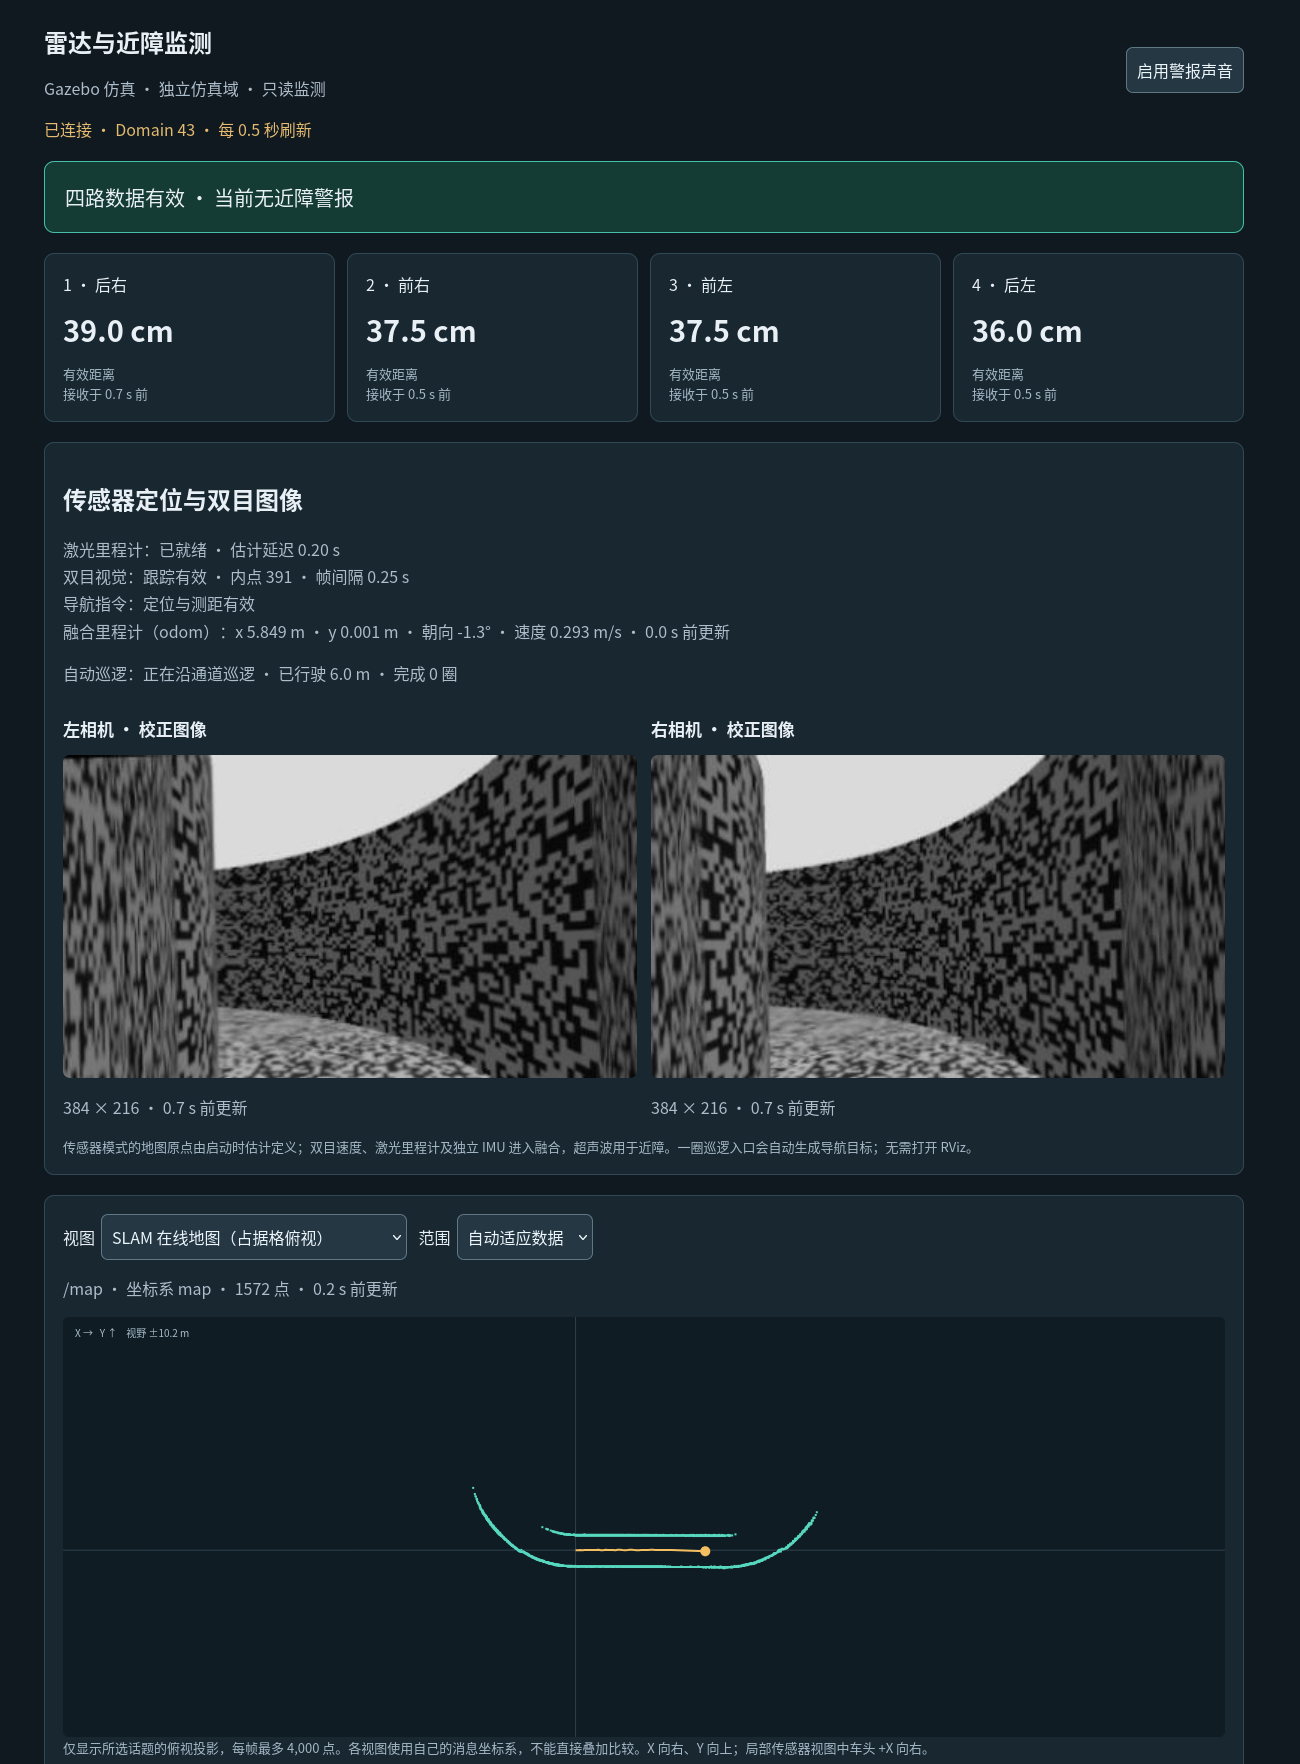 雷达与近障监测
Gazebo 仿真 · 独立仿真域 · 只读监测
启用警报声音
已连接 · Domain 43 · 每 0.5 秒刷新
四路数据有效 · 当前无近障警报
1 · 后右
39.0 cm
有效距离
接收于 0.7 s 前
2 · 前右
37.5 cm
有效距离
接收于 0.5 s 前
3 · 前左
37.5 cm
有效距离
接收于 0.5 s 前
4 · 后左
36.0 cm
有效距离
接收于 0.5 s 前
传感器定位与双目图像
激光里程计：已就绪 · 估计延迟 0.20 s
双目视觉：跟踪有效 · 内点 391 · 帧间隔 0.25 s
导航指令：定位与测距有效
融合里程计（odom）：x 5.849 m · y 0.001 m · 朝向 -1.3° · 速度 0.293 m/s · 0.0 s 前更新
自动巡逻：正在沿通道巡逻 · 已行驶 6.0 m · 完成 0 圈
左相机 · 校正图像
右相机 · 校正图像
384 × 216 · 0.7 s 前更新
384 × 216 · 0.7 s 前更新
传感器模式的地图原点由启动时估计定义；双目速度、激光里程计及独立 IMU 进入融合，超声波用于近障。一圈巡逻入口会自动生成导航目标；无需打开 RViz。
视图 SLAM 在线地图（占据格俯视） 范围 自动适应数据
/map · 坐标系 map · 1572 点 · 0.2 s 前更新
X → Y ↑ 视野 ±10.2 m
仅显示所选话题的俯视投影，每帧最多 4,000 点。各视图使用自己的消息坐标系，不能直接叠加比较。X 向右、Y 向上；局部传感器视图中车头 +X 向右。